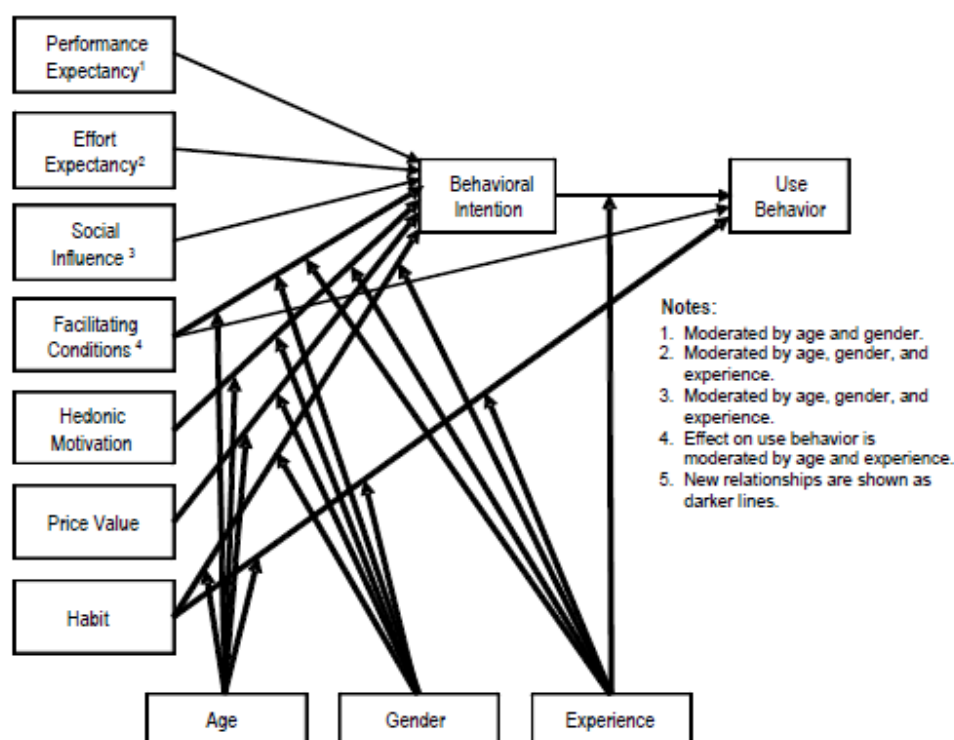 Performance
Expectancy¹
Effort
Expectancy²
Social
Influence ³
Facilitating
Conditions ⁴
Hedonic
Motivation
Price Value
Habit
Behavioral
Intention
Use
Behavior
Notes:
1. Moderated by age and gender.
2. Moderated by age, gender, and
experience.
3. Moderated by age, gender, and
experience.
4. Effect on use behavior is
moderated by age and experience.
5. New relationships are shown as
darker lines.
Age
Gender
Experience